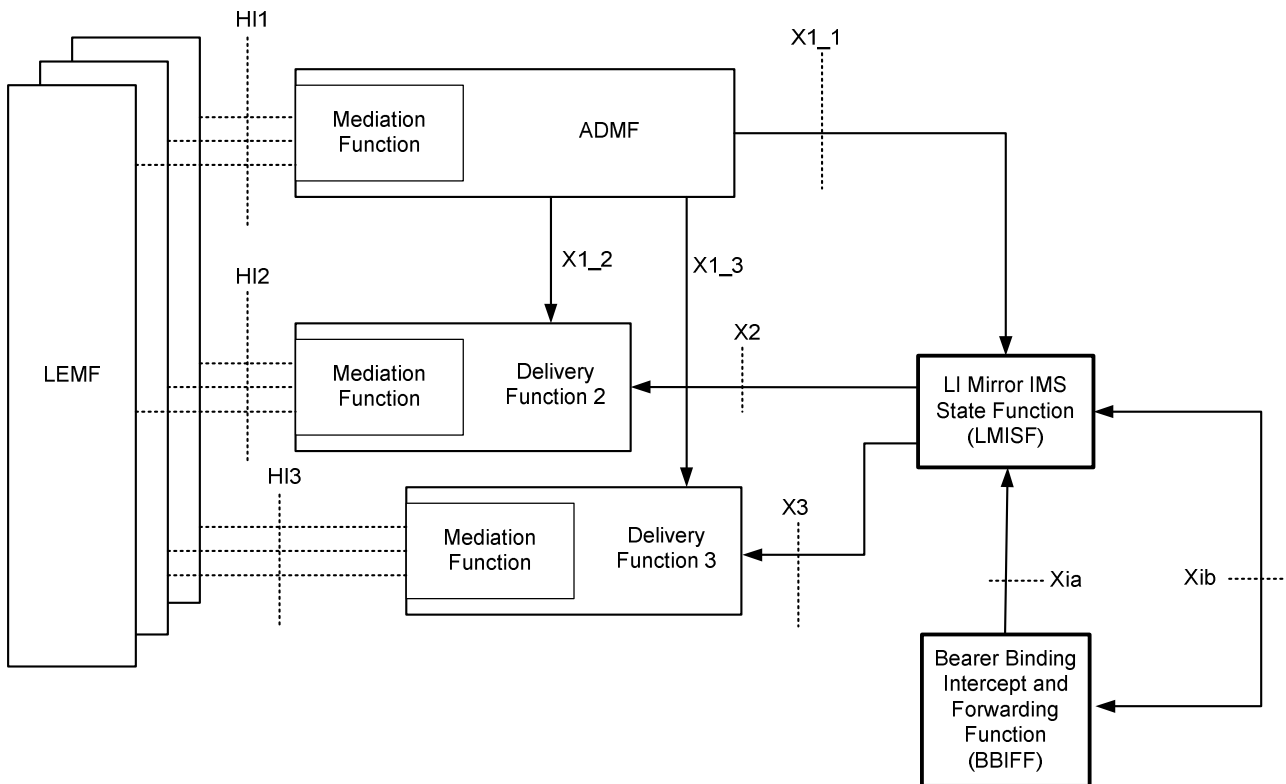 HI1
X1_1
Mediation
Function
ADMF
X1_2
X1_3
HI2
X2
LEMF
Mediation
Function
Delivery
Function 2
LI Mirror IMS
State Function
(LMISF)
HI3
X3
Mediation
Function
Delivery
Function 3
Xia
Xib
Bearer Binding
Intercept and
Forwarding
Function
(BBIFF)